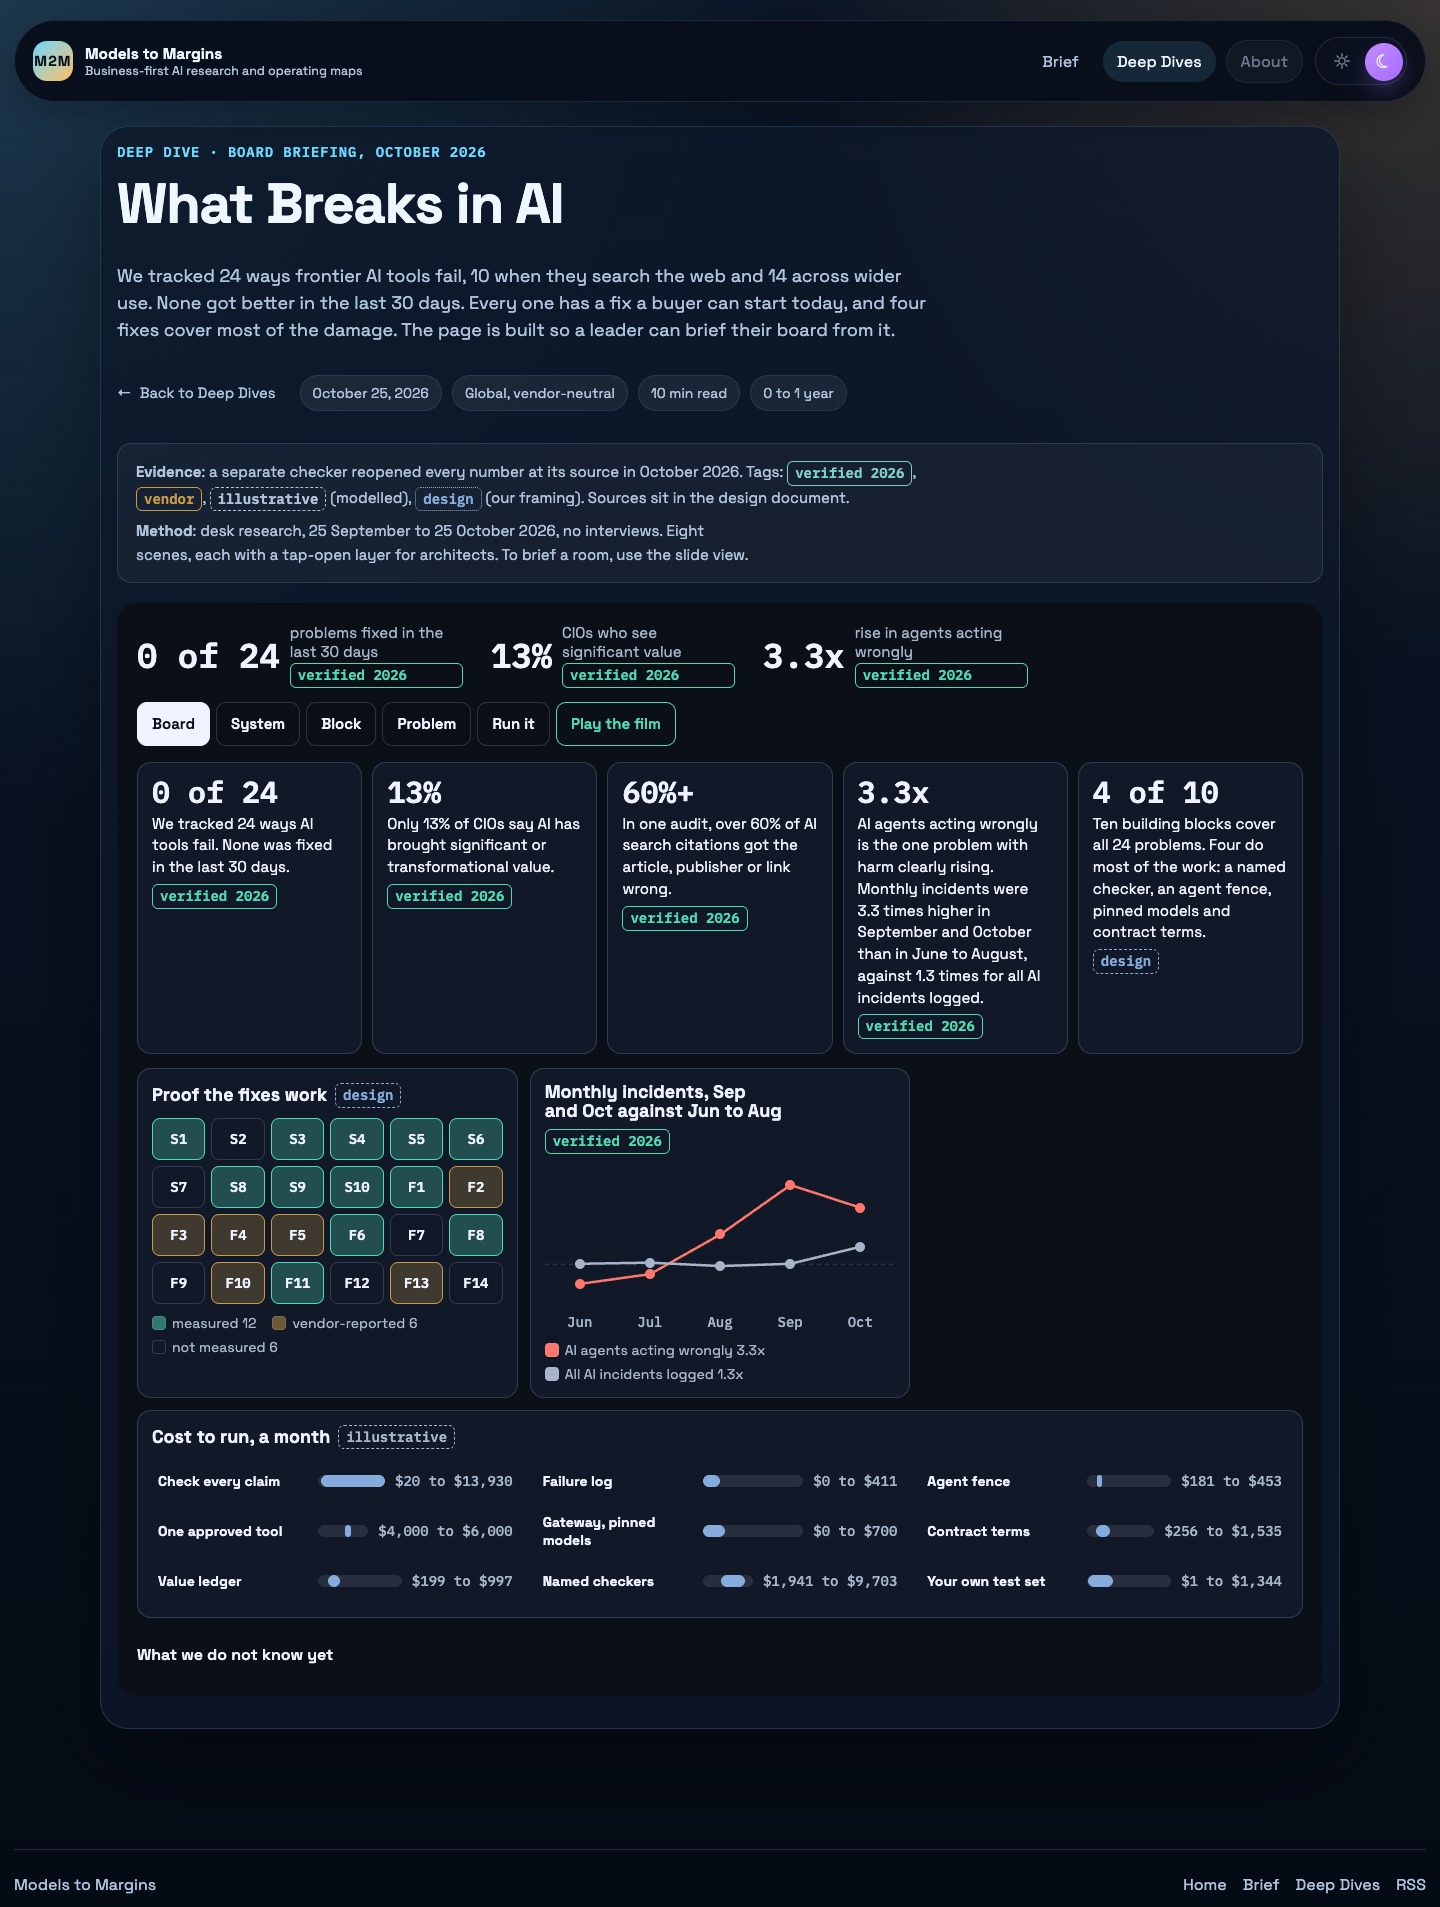 M2M
Models to Margins
Business-first AI research and operating maps
Brief
Deep Dives
About
DEEP DIVE · BOARD BRIEFING, OCTOBER 2026
What Breaks in AI
We tracked 24 ways frontier AI tools fail, 10 when they search the web and 14 across wider
use. None got better in the last 30 days. Every one has a fix a buyer can start today, and four
fixes cover most of the damage. The page is built so a leader can brief their board from it.
← Back to Deep Dives
October 25, 2026
Global, vendor-neutral
10 min read
0 to 1 year
Evidence: a separate checker reopened every number at its source in October 2026. Tags: verified 2026,
vendor, illustrative (modelled), design (our framing). Sources sit in the design document.
Method: desk research, 25 September to 25 October 2026, no interviews. Eight
scenes, each with a tap-open layer for architects. To brief a room, use the slide view.
0 of 24
problems fixed in the
last 30 days
verified 2026
13%
CIOs who see
significant value
verified 2026
3.3x
rise in agents acting
wrongly
verified 2026
Board
System
Block
Problem
Run it
Play the film
0 of 24
We tracked 24 ways AI
tools fail. None was fixed
in the last 30 days.
verified 2026
13%
Only 13% of CIOs say AI has
brought significant or
transformational value.
verified 2026
60%+
In one audit, over 60% of AI
search citations got the
article, publisher or link
wrong.
verified 2026
3.3x
AI agents acting wrongly
is the one problem with
harm clearly rising.
Monthly incidents were
3.3 times higher in
September and October
than in June to August,
against 1.3 times for all AI
incidents logged.
verified 2026
4 of 10
Ten building blocks cover
all 24 problems. Four do
most of the work: a named
checker, an agent fence,
pinned models and
contract terms.
design
Proof the fixes work design
S1 S2 S3 S4 S5 S6
S7 S8 S9 S10 F1 F2
F3 F4 F5 F6 F7 F8
F9 F10 F11 F12 F13 F14
measured 12 vendor-reported 6
not measured 6
Monthly incidents, Sep
and Oct against Jun to Aug
verified 2026
Jun Jul Aug Sep Oct
AI agents acting wrongly 3.3x
All AI incidents logged 1.3x
Cost to run, a month illustrative
Check every claim $20 to $13,930
Failure log $0 to $411
Agent fence $181 to $453
One approved tool $4,000 to $6,000
Gateway, pinned
models $0 to $700
Contract terms $256 to $1,535
Value ledger $199 to $997
Named checkers $1,941 to $9,703
Your own test set $1 to $1,344
What we do not know yet
Models to Margins
Home Brief Deep Dives RSS